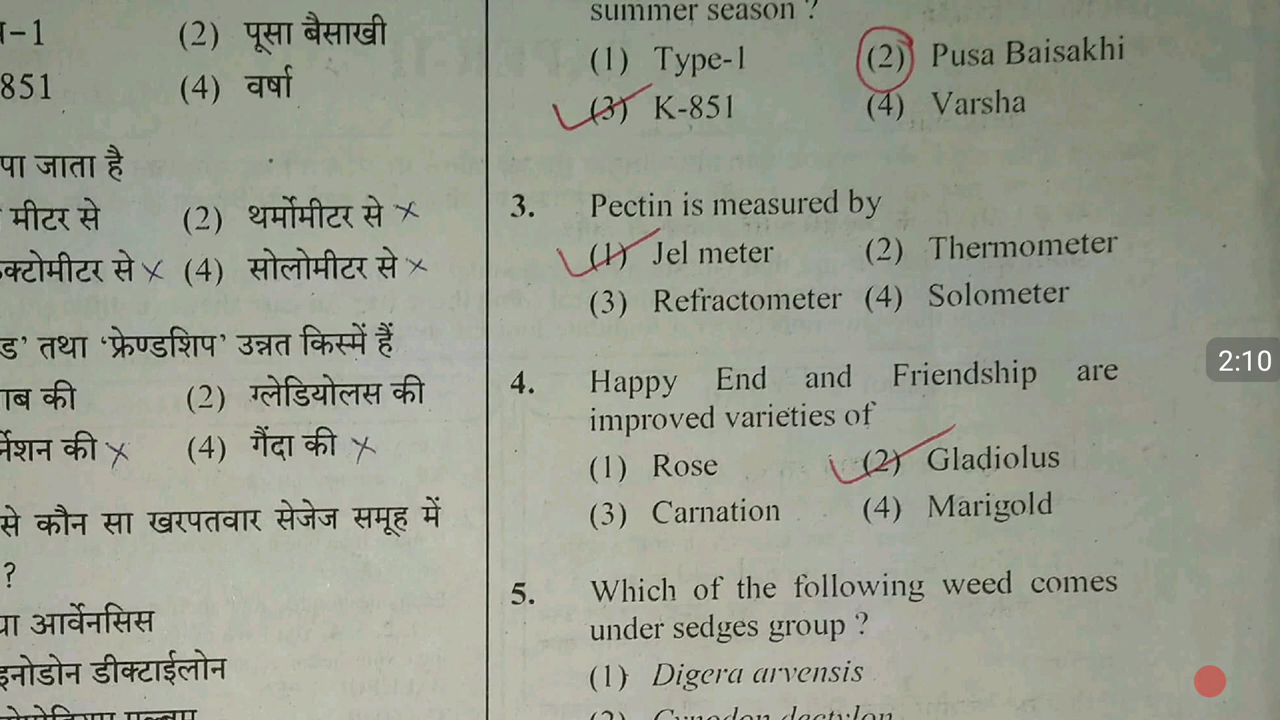 -1 (2) पूसा बैसाखी
851 (4) वर्षा
पा जाता है
मीटर से (2) थर्मोमीटर से ×
क्टोमीटर से × (4) सोलोमीटर से ×
ड’ तथा ‘फ्रेण्डशिप’ उन्नत किस्में हैं
ाब की (2) ग्लेडियोलस की
र्नेशन की × (4) गैंदा की ×
से कौन सा खरपतवार सेजेज समूह में
?
ा आर्वेनसिस
इनोडोन डीक्टाईलोन
summer season ?
(1) Type-1 (2) Pusa Baisakhi
(3) K-851 (4) Varsha
3. Pectin is measured by
(1) Jel meter (2) Thermometer
(3) Refractometer (4) Solometer
4. Happy End and Friendship are
improved varieties of
(1) Rose (2) Gladiolus
(3) Carnation (4) Marigold
5. Which of the following weed comes
under sedges group ?
(1) Digera arvensis
(2) Cynodon dactylon
2:10